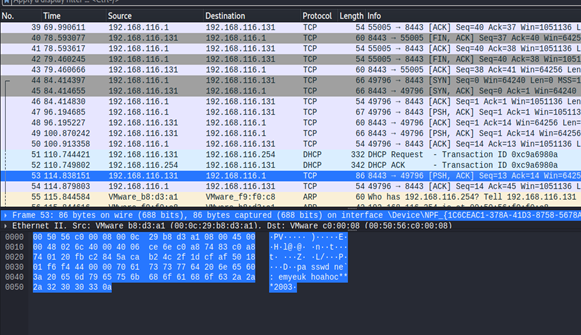 Apply a display filter ... <Ctrl-/>
No. Time Source Destination Protocol Length Info
39 69.990611 192.168.116.1 192.168.116.131 TCP 54 55005 → 8443 [ACK] Seq=40 Ack=37 Win=1051136
40 78.593077 192.168.116.131 192.168.116.1 TCP 60 8443 → 55005 [FIN, ACK] Seq=37 Ack=40 Win=642
41 78.593617 192.168.116.1 192.168.116.131 TCP 54 55005 → 8443 [ACK] Seq=40 Ack=38 Win=1051136
42 79.460245 192.168.116.1 192.168.116.131 TCP 54 55005 → 8443 [FIN, ACK] Seq=40 Ack=38 Win=1051
43 79.460666 192.168.116.131 192.168.116.1 TCP 60 8443 → 55005 [ACK] Seq=38 Ack=41 Win=64256
44 84.414397 192.168.116.1 192.168.116.131 TCP 66 49796 → 8443 [SYN] Seq=0 Win=64240 Len=0 MSS=1
45 84.414655 192.168.116.131 192.168.116.1 TCP 66 8443 → 49796 [SYN, ACK] Seq=0 Ack=1 Win=64240
46 84.414830 192.168.116.1 192.168.116.131 TCP 54 49796 → 8443 [ACK] Seq=1 Ack=1 Win=1051136
47 96.194685 192.168.116.1 192.168.116.131 TCP 67 49796 → 8443 [PSH, ACK] Seq=1 Ack=1 Win=10511
48 96.195227 192.168.116.131 192.168.116.1 TCP 60 8443 → 49796 [ACK] Seq=1 Ack=14 Win=64256
49 100.870242 192.168.116.131 192.168.116.1 TCP 66 8443 → 49796 [PSH, ACK] Seq=1 Ack=14 Win=6425
50 100.913358 192.168.116.1 192.168.116.131 TCP 54 49796 → 8443 [ACK] Seq=14 Ack=13 Win=1051136
51 110.744421 192.168.116.131 192.168.116.254 DHCP 332 DHCP Request - Transaction ID 0xc9a6980a
52 110.749802 192.168.116.254 192.168.116.131 DHCP 342 DHCP ACK - Transaction ID 0xc9a6980a
53 114.838151 192.168.116.131 192.168.116.1 TCP 86 8443 → 49796 [PSH, ACK] Seq=13 Ack=14 Win=642
54 114.879803 192.168.116.1 192.168.116.131 TCP 54 49796 → 8443 [ACK] Seq=14 Ack=45 Win=1051136
55 115.844584 VMware_b8:d3:a1 VMware_f9:f0:c8 ARP 60 Who has 192.168.116.254? Tell 192.168.116.131
Frame 53: 86 bytes on wire (688 bits), 86 bytes captured (688 bits) on interface \Device\NPF_{1C6CEAC1-378A-41D3-8758-5678A
Ethernet II, Src: VMware_b8:d3:a1 (00:0c:29:b8:d3:a1), Dst: VMware_c0:00:08 (00:50:56:c0:00:08)
0000 00 50 56 c0 00 08 00 0c 29 b8 d3 a1 08 00 45 00 ·PV·····)·····E·
0010 00 48 02 6c 40 00 40 06 ce 6e c0 a8 74 83 c0 a8 ·H·l@·@··n··t···
0020 74 01 20 fb c2 84 5a ca b2 4c 2f 1d cf af 50 18 t· ···Z··L/···P·
0030 01 f6 f4 44 00 00 70 61 73 73 77 64 20 6e 65 60 ···D··pa sswd ne`
0040 3a 20 65 6d 79 65 75 6b 68 6f 61 68 6f 63 2a 2a : emyeuk hoahoc**
0050 2a 32 30 30 33 0a *2003·